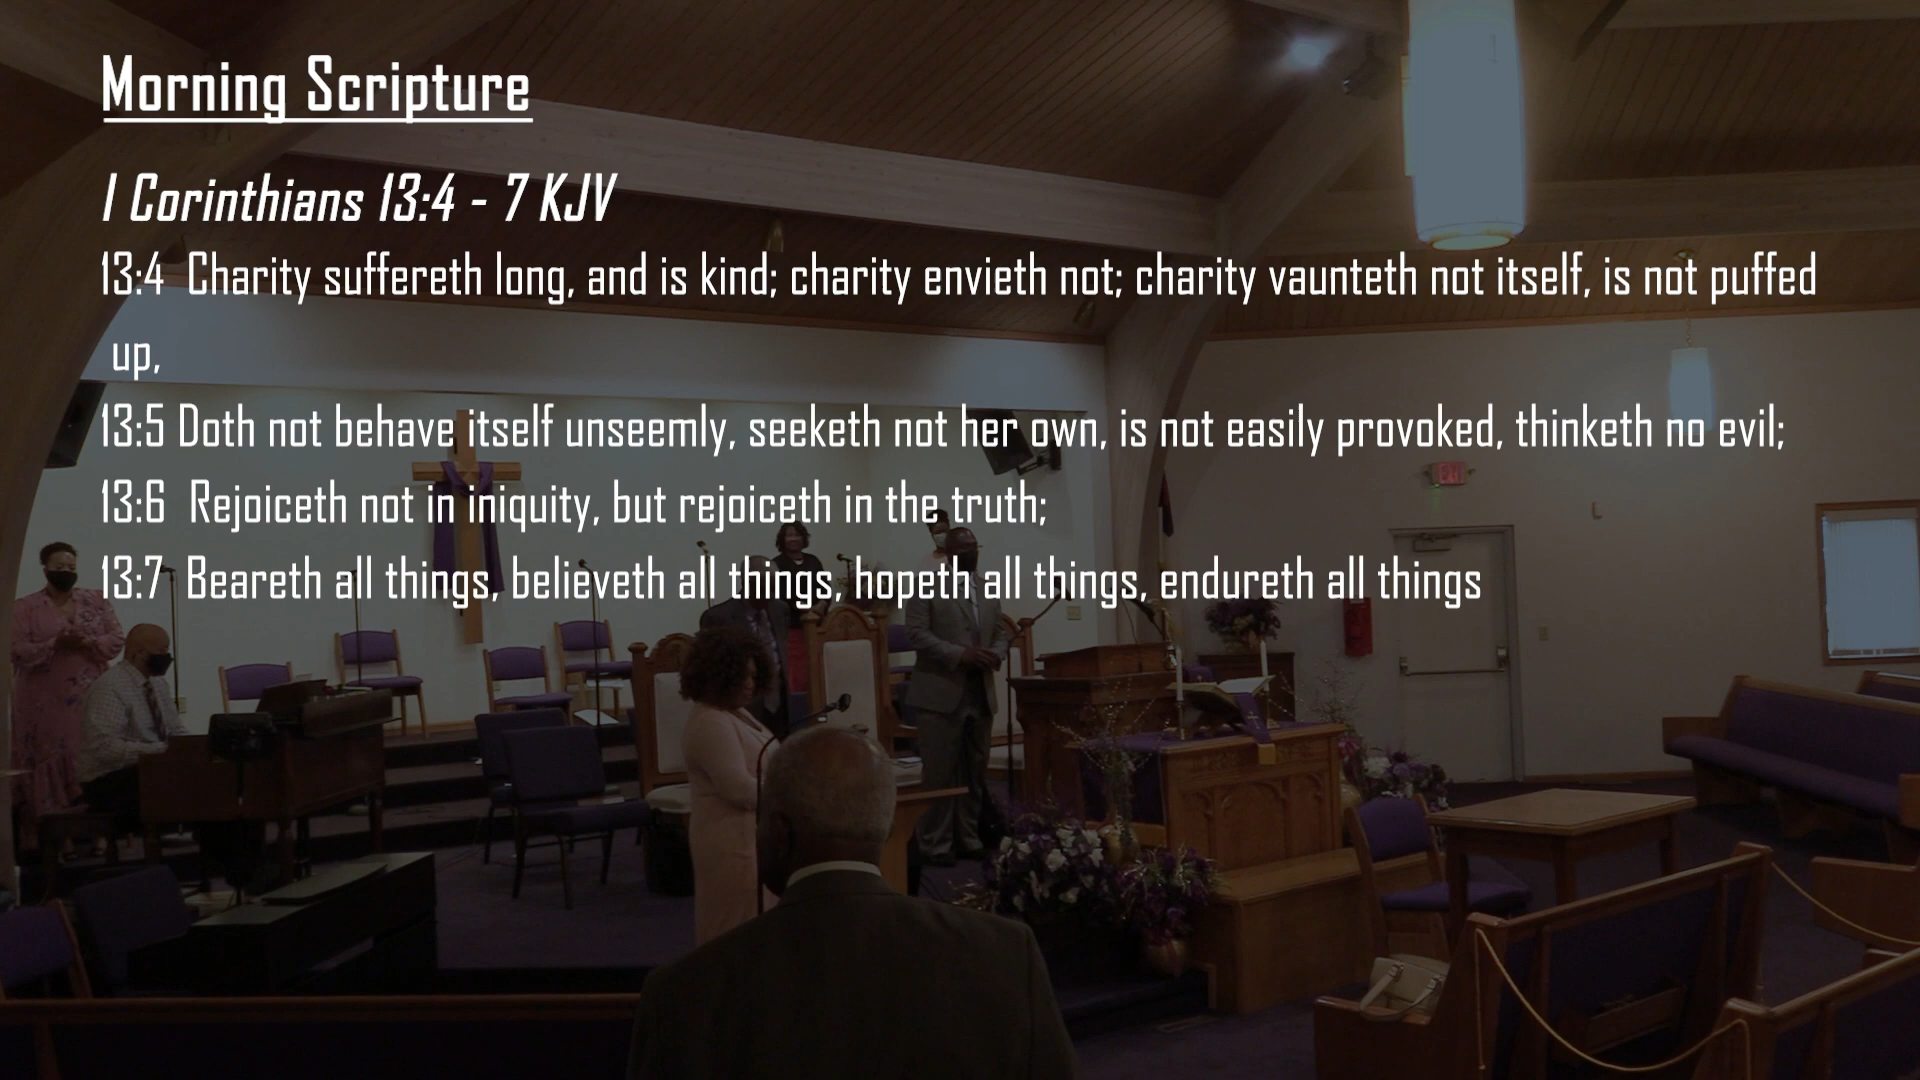 Morning Scripture
I Corinthians 13:4 - 7 KJV
13:4 Charity suffereth long, and is kind; charity envieth not; charity vaunteth not itself, is not puffed
up,
13:5 Doth not behave itself unseemly, seeketh not her own, is not easily provoked, thinketh no evil;
13:6 Rejoiceth not in iniquity, but rejoiceth in the truth;
13:7 Beareth all things, believeth all things, hopeth all things, endureth all things
EXIT